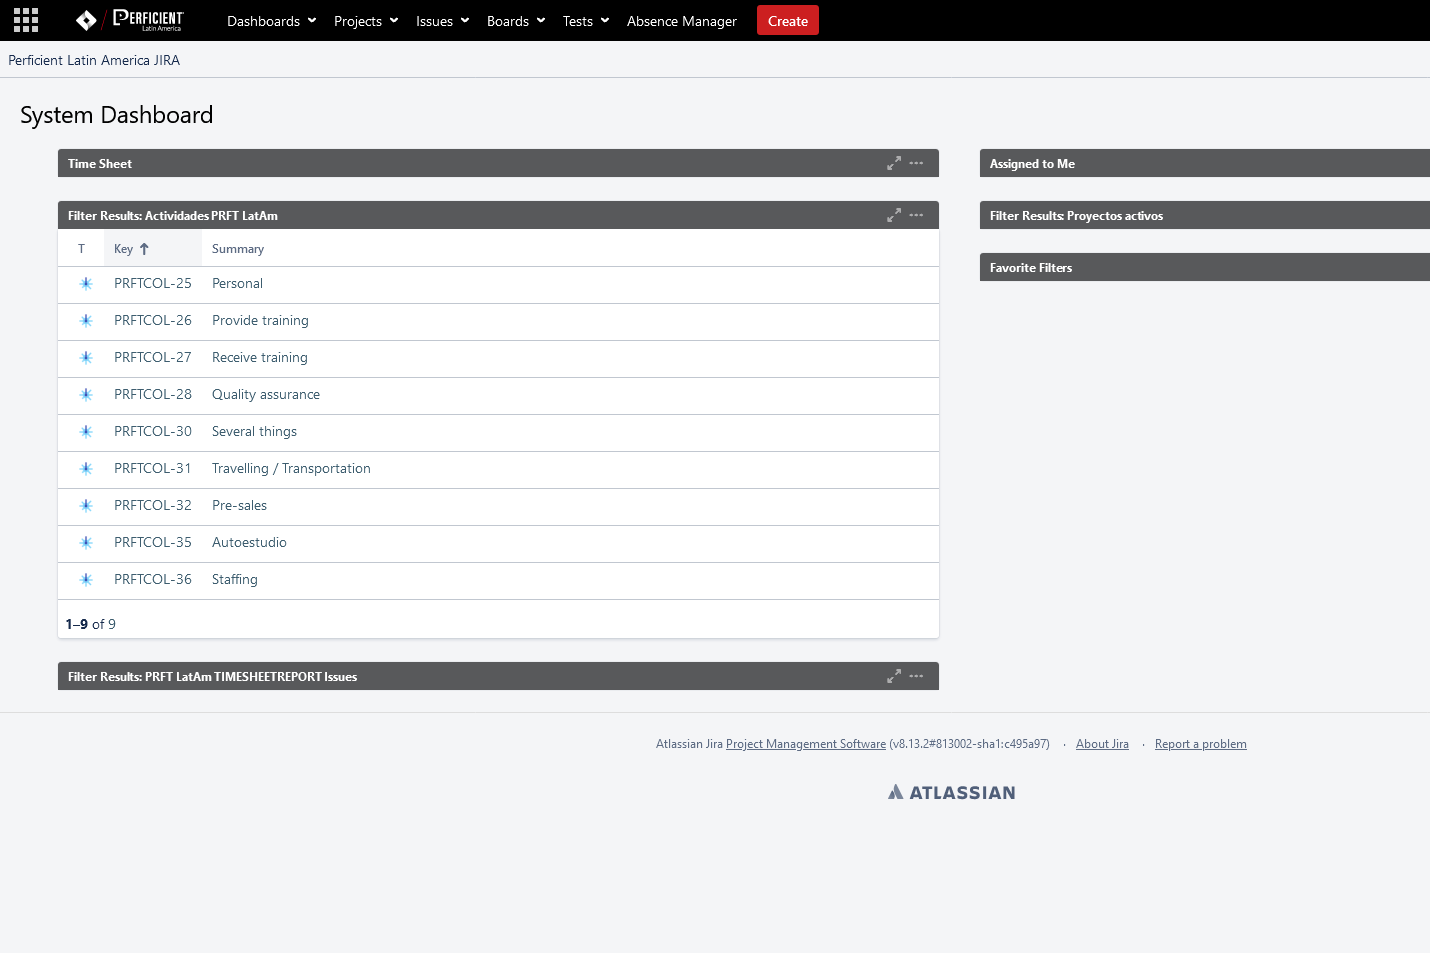 PERFICIENT
Latin America
Dashboards Projects Issues Boards Tests Absence Manager Create
Perficient Latin America JIRA
System Dashboard
Time Sheet
Filter Results: Actividades PRFT LatAm
T Key Summary
PRFTCOL-25 Personal
PRFTCOL-26 Provide training
PRFTCOL-27 Receive training
PRFTCOL-28 Quality assurance
PRFTCOL-30 Several things
PRFTCOL-31 Travelling / Transportation
PRFTCOL-32 Pre-sales
PRFTCOL-35 Autoestudio
PRFTCOL-36 Staffing
1–9 of 9
Filter Results: PRFT LatAm TIMESHEETREPORT Issues
Assigned to Me
Filter Results: Proyectos activos
Favorite Filters
Atlassian Jira Project Management Software (v8.13.2#813002-sha1:c495a97) · About Jira · Report a problem
ATLASSIAN